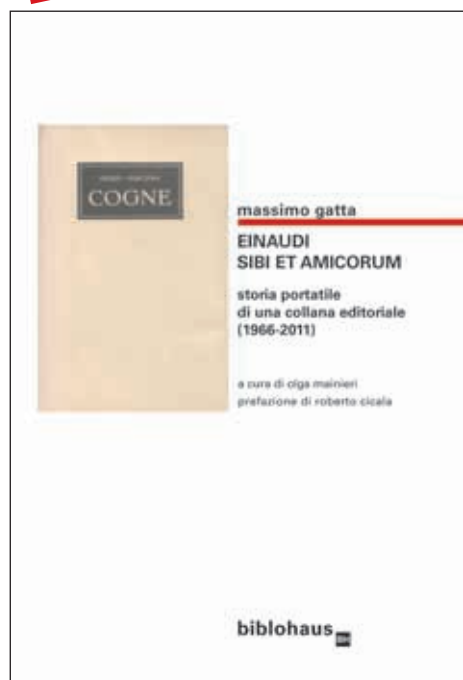 COGNE
massimo gatta
EINAUDI
SIBI ET AMICORUM
storia portatile
di una collana editoriale
(1966-2011)
a cura di olga mainieri
prefazione di roberto cicala
biblohaus